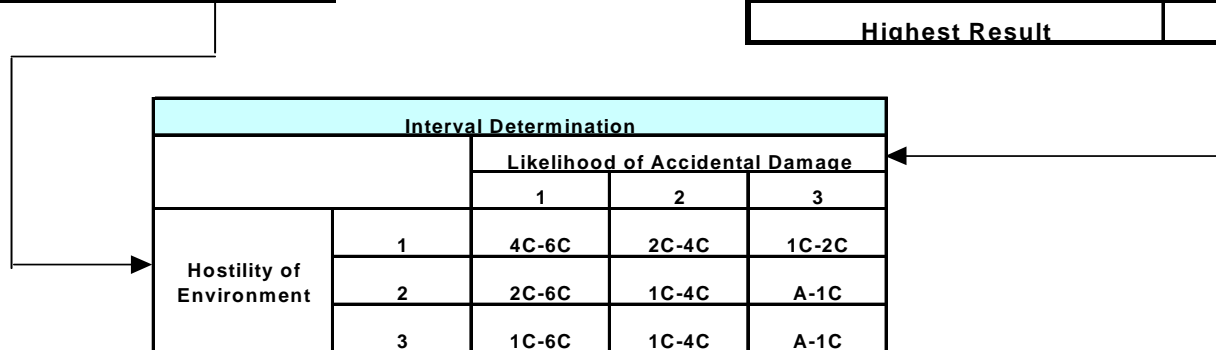 Highest Result
Interval Determination
Likelihood of Accidental Damage
1 2 3
1 4C-6C 2C-4C 1C-2C
Hostility of
Environment
2 2C-6C 1C-4C A-1C
3 1C-6C 1C-4C A-1C